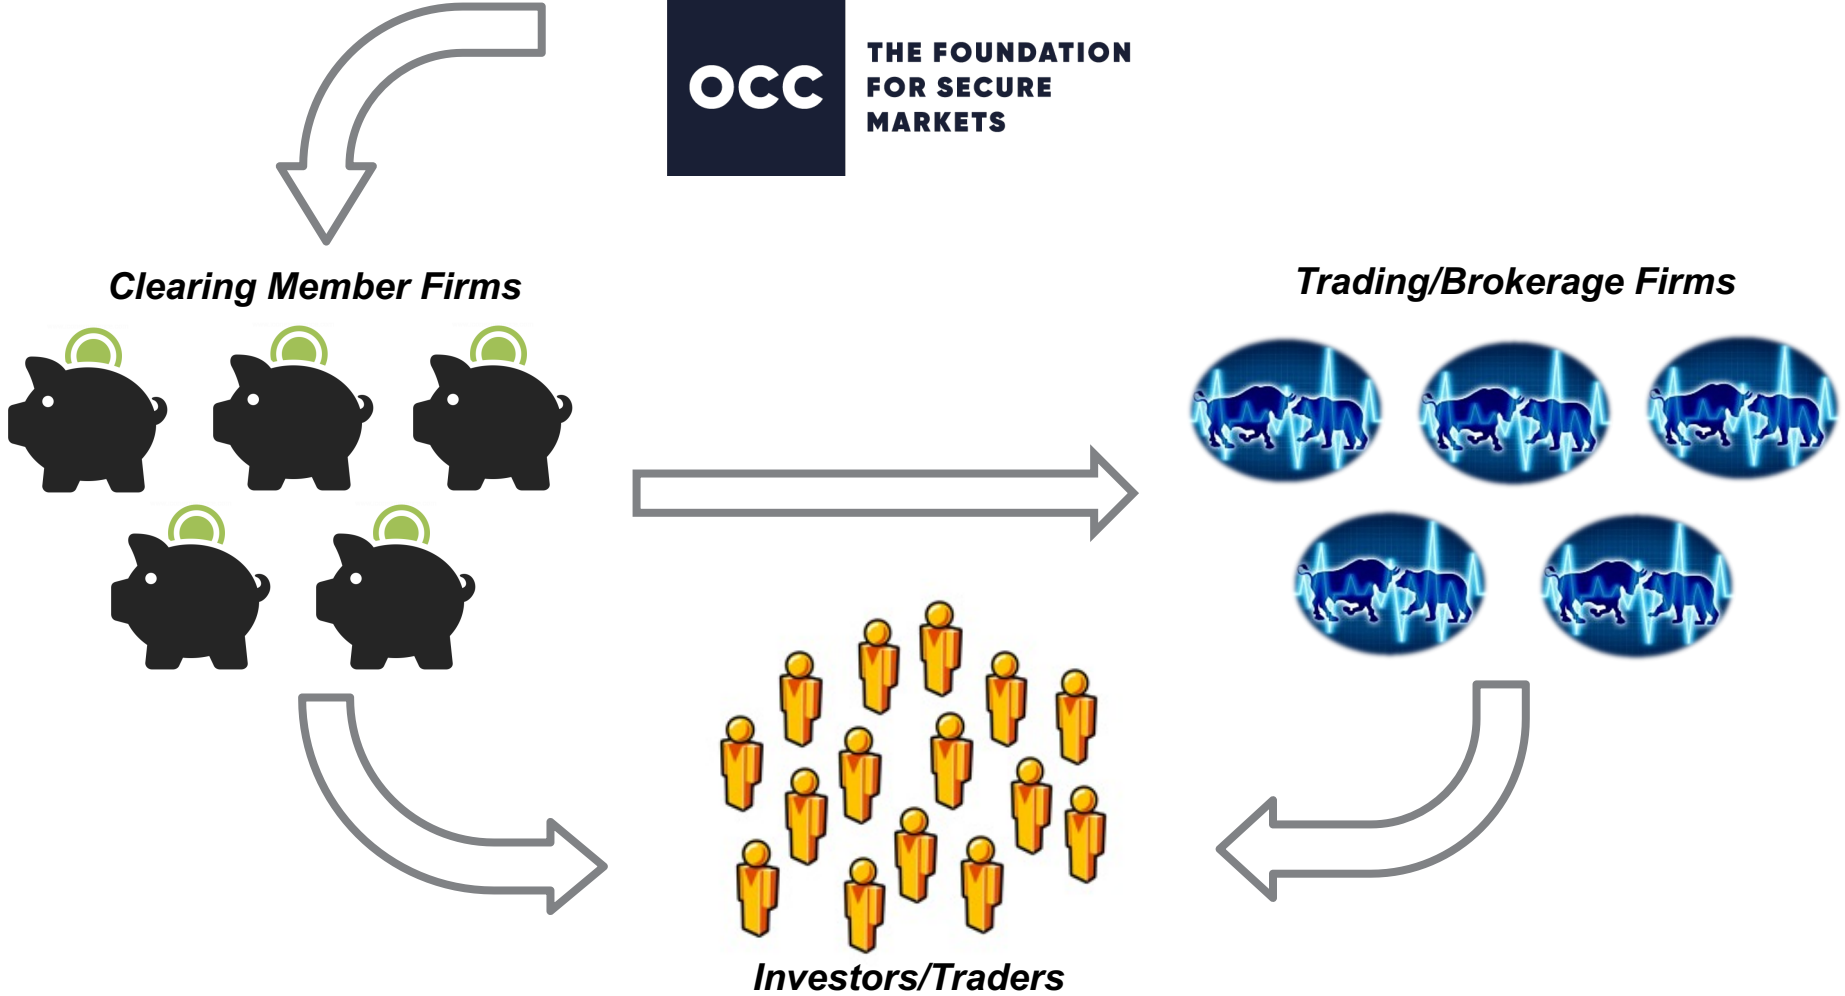 OCC
THE FOUNDATION
FOR SECURE
MARKETS
Clearing Member Firms
Trading/Brokerage Firms
Investors/Traders